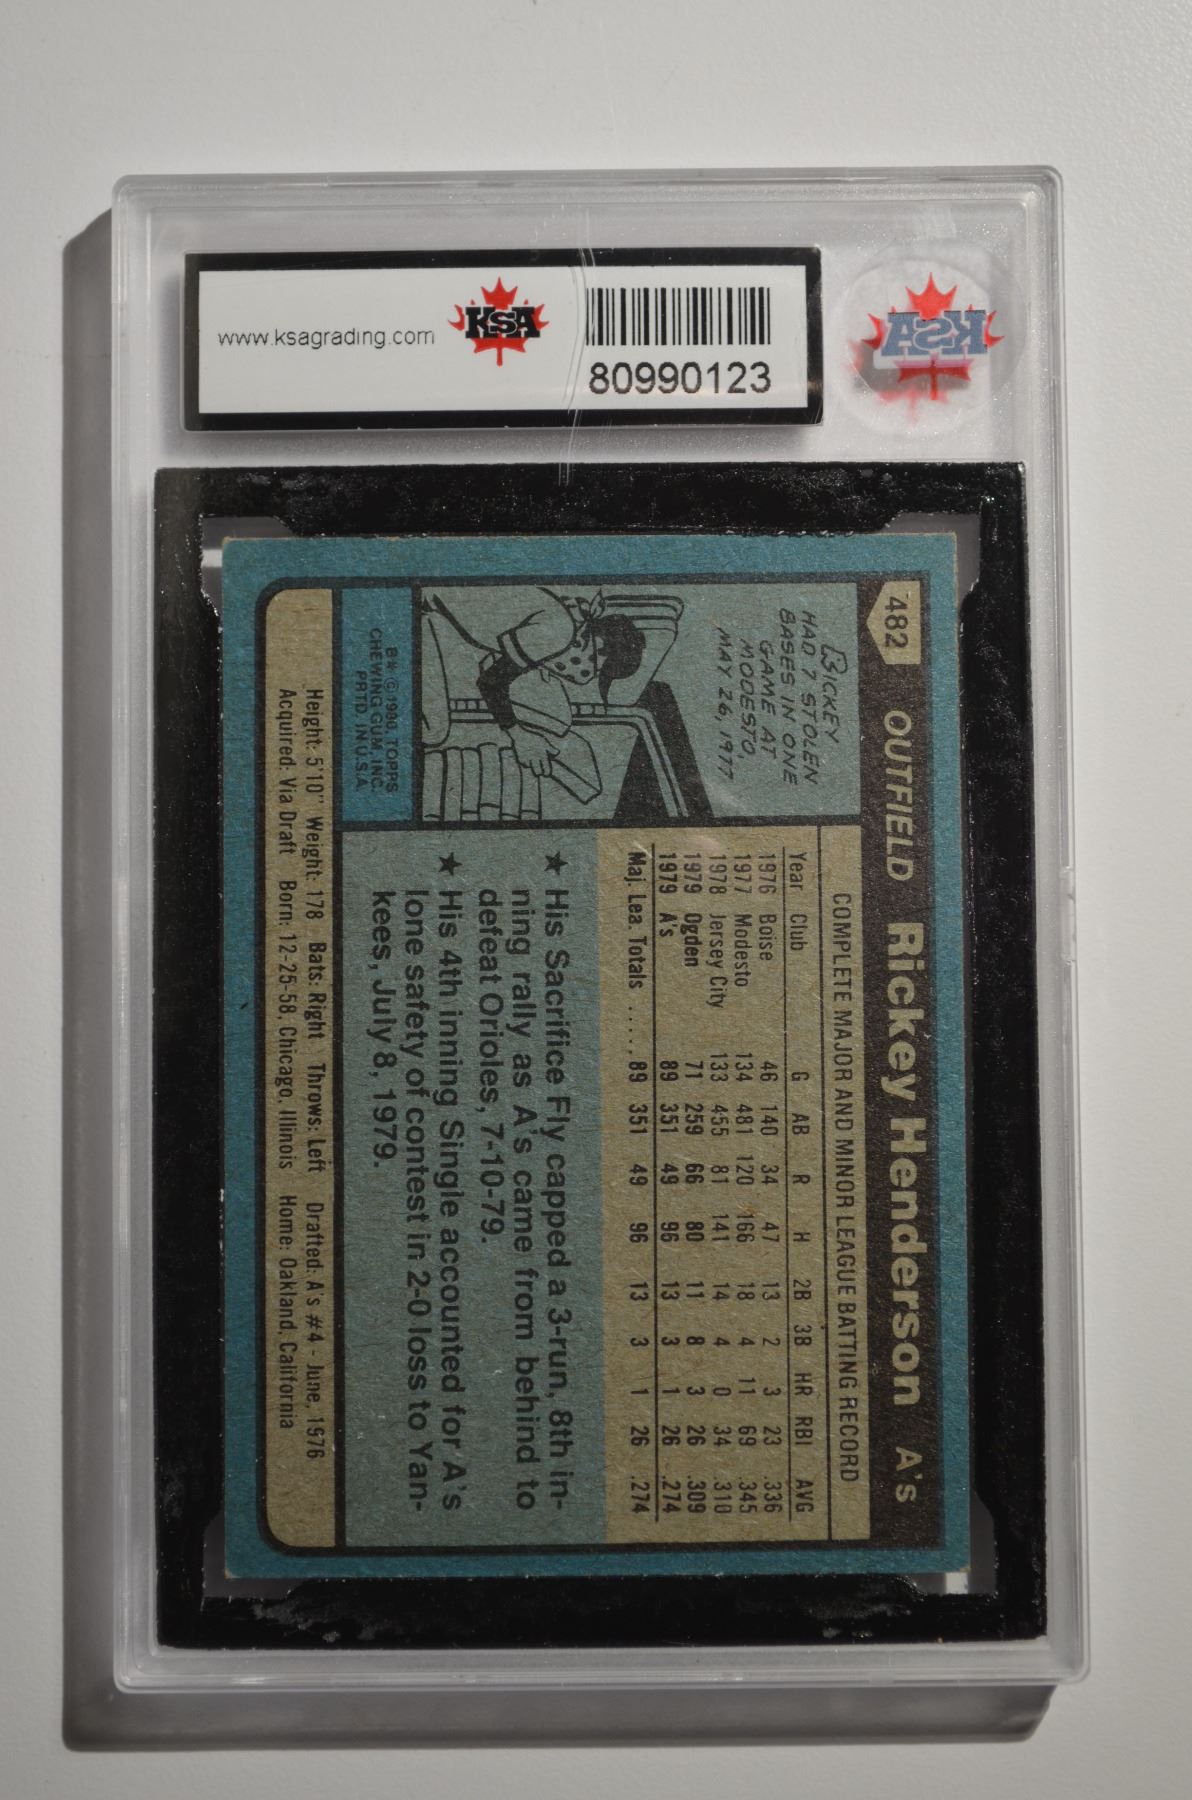 www.ksagrading.com
KSA
80990123
KSA
482 OUTFIELD Rickey Henderson A's
COMPLETE MAJOR AND MINOR LEAGUE BATTING RECORD
Year Club G AB R H 2B 3B HR RBI AVG
1976 Boise 46 140 34 47 13 2 3 23 .336
1977 Modesto 134 481 120 166 18 4 11 69 .345
1978 Jersey City 133 455 81 141 14 4 0 34 .310
1979 Ogden 71 259 66 80 11 8 3 26 .309
1979 A's 89 351 49 96 13 3 1 26 .274
Maj. Lea. Totals ..... 89 351 49 96 13 3 1 26 .274
RICKEY
HAD 7 STOLEN
BASES IN ONE
GAME AT
MODESTO,
MAY 26, 1977
★ His Sacrifice Fly capped a 3-run, 8th in-
ning rally as A's came from behind to
defeat Orioles, 7-10-79.
★ His 4th inning Single accounted for A's
lone safety of contest in 2-0 loss to Yan-
kees, July 8, 1979.
B* © 1980, TOPPS
CHEWING GUM, INC.
PRTD. IN U.S.A.
Height: 5'10" Weight: 178 Bats: Right Throws: Left Drafted: A's #4 - June, 1976
Acquired: Via Draft Born: 12-25-58, Chicago, Illinois Home: Oakland, California